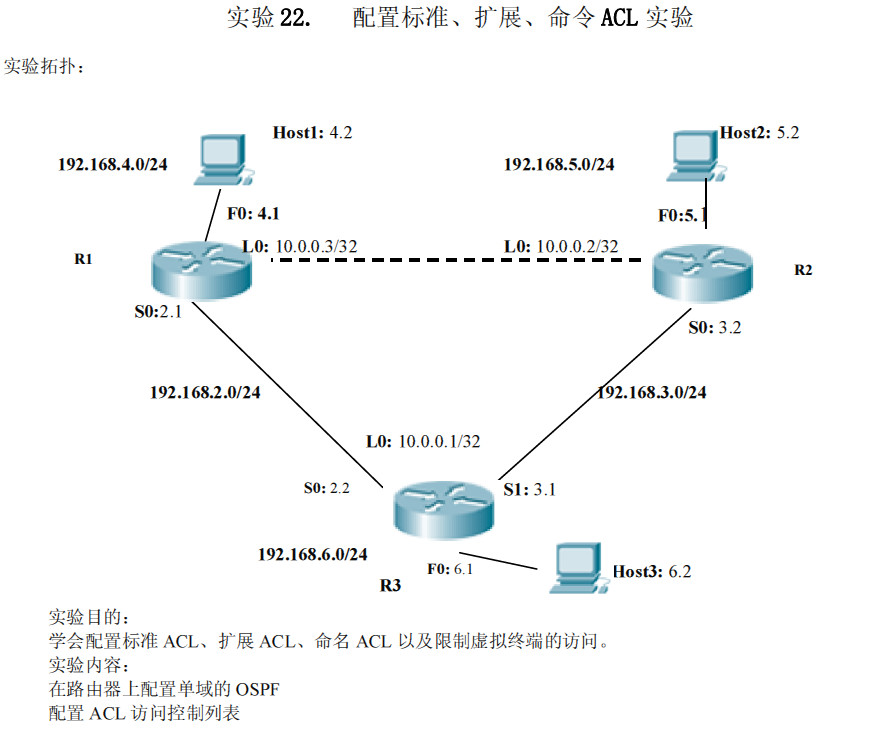 实验 22. 配置标准、扩展、命令 ACL 实验
实验拓扑：
Host1: 4.2
Host2: 5.2
192.168.4.0/24
192.168.5.0/24
F0: 4.1
F0:5.1
L0: 10.0.0.3/32
L0: 10.0.0.2/32
R1
R2
S0:2.1
S0: 3.2
192.168.2.0/24
192.168.3.0/24
L0: 10.0.0.1/32
S0: 2.2
S1: 3.1
192.168.6.0/24
F0: 6.1
Host3: 6.2
R3
实验目的：
学会配置标准 ACL、扩展 ACL、命名 ACL 以及限制虚拟终端的访问。
实验内容：
在路由器上配置单域的 OSPF
配置 ACL 访问控制列表